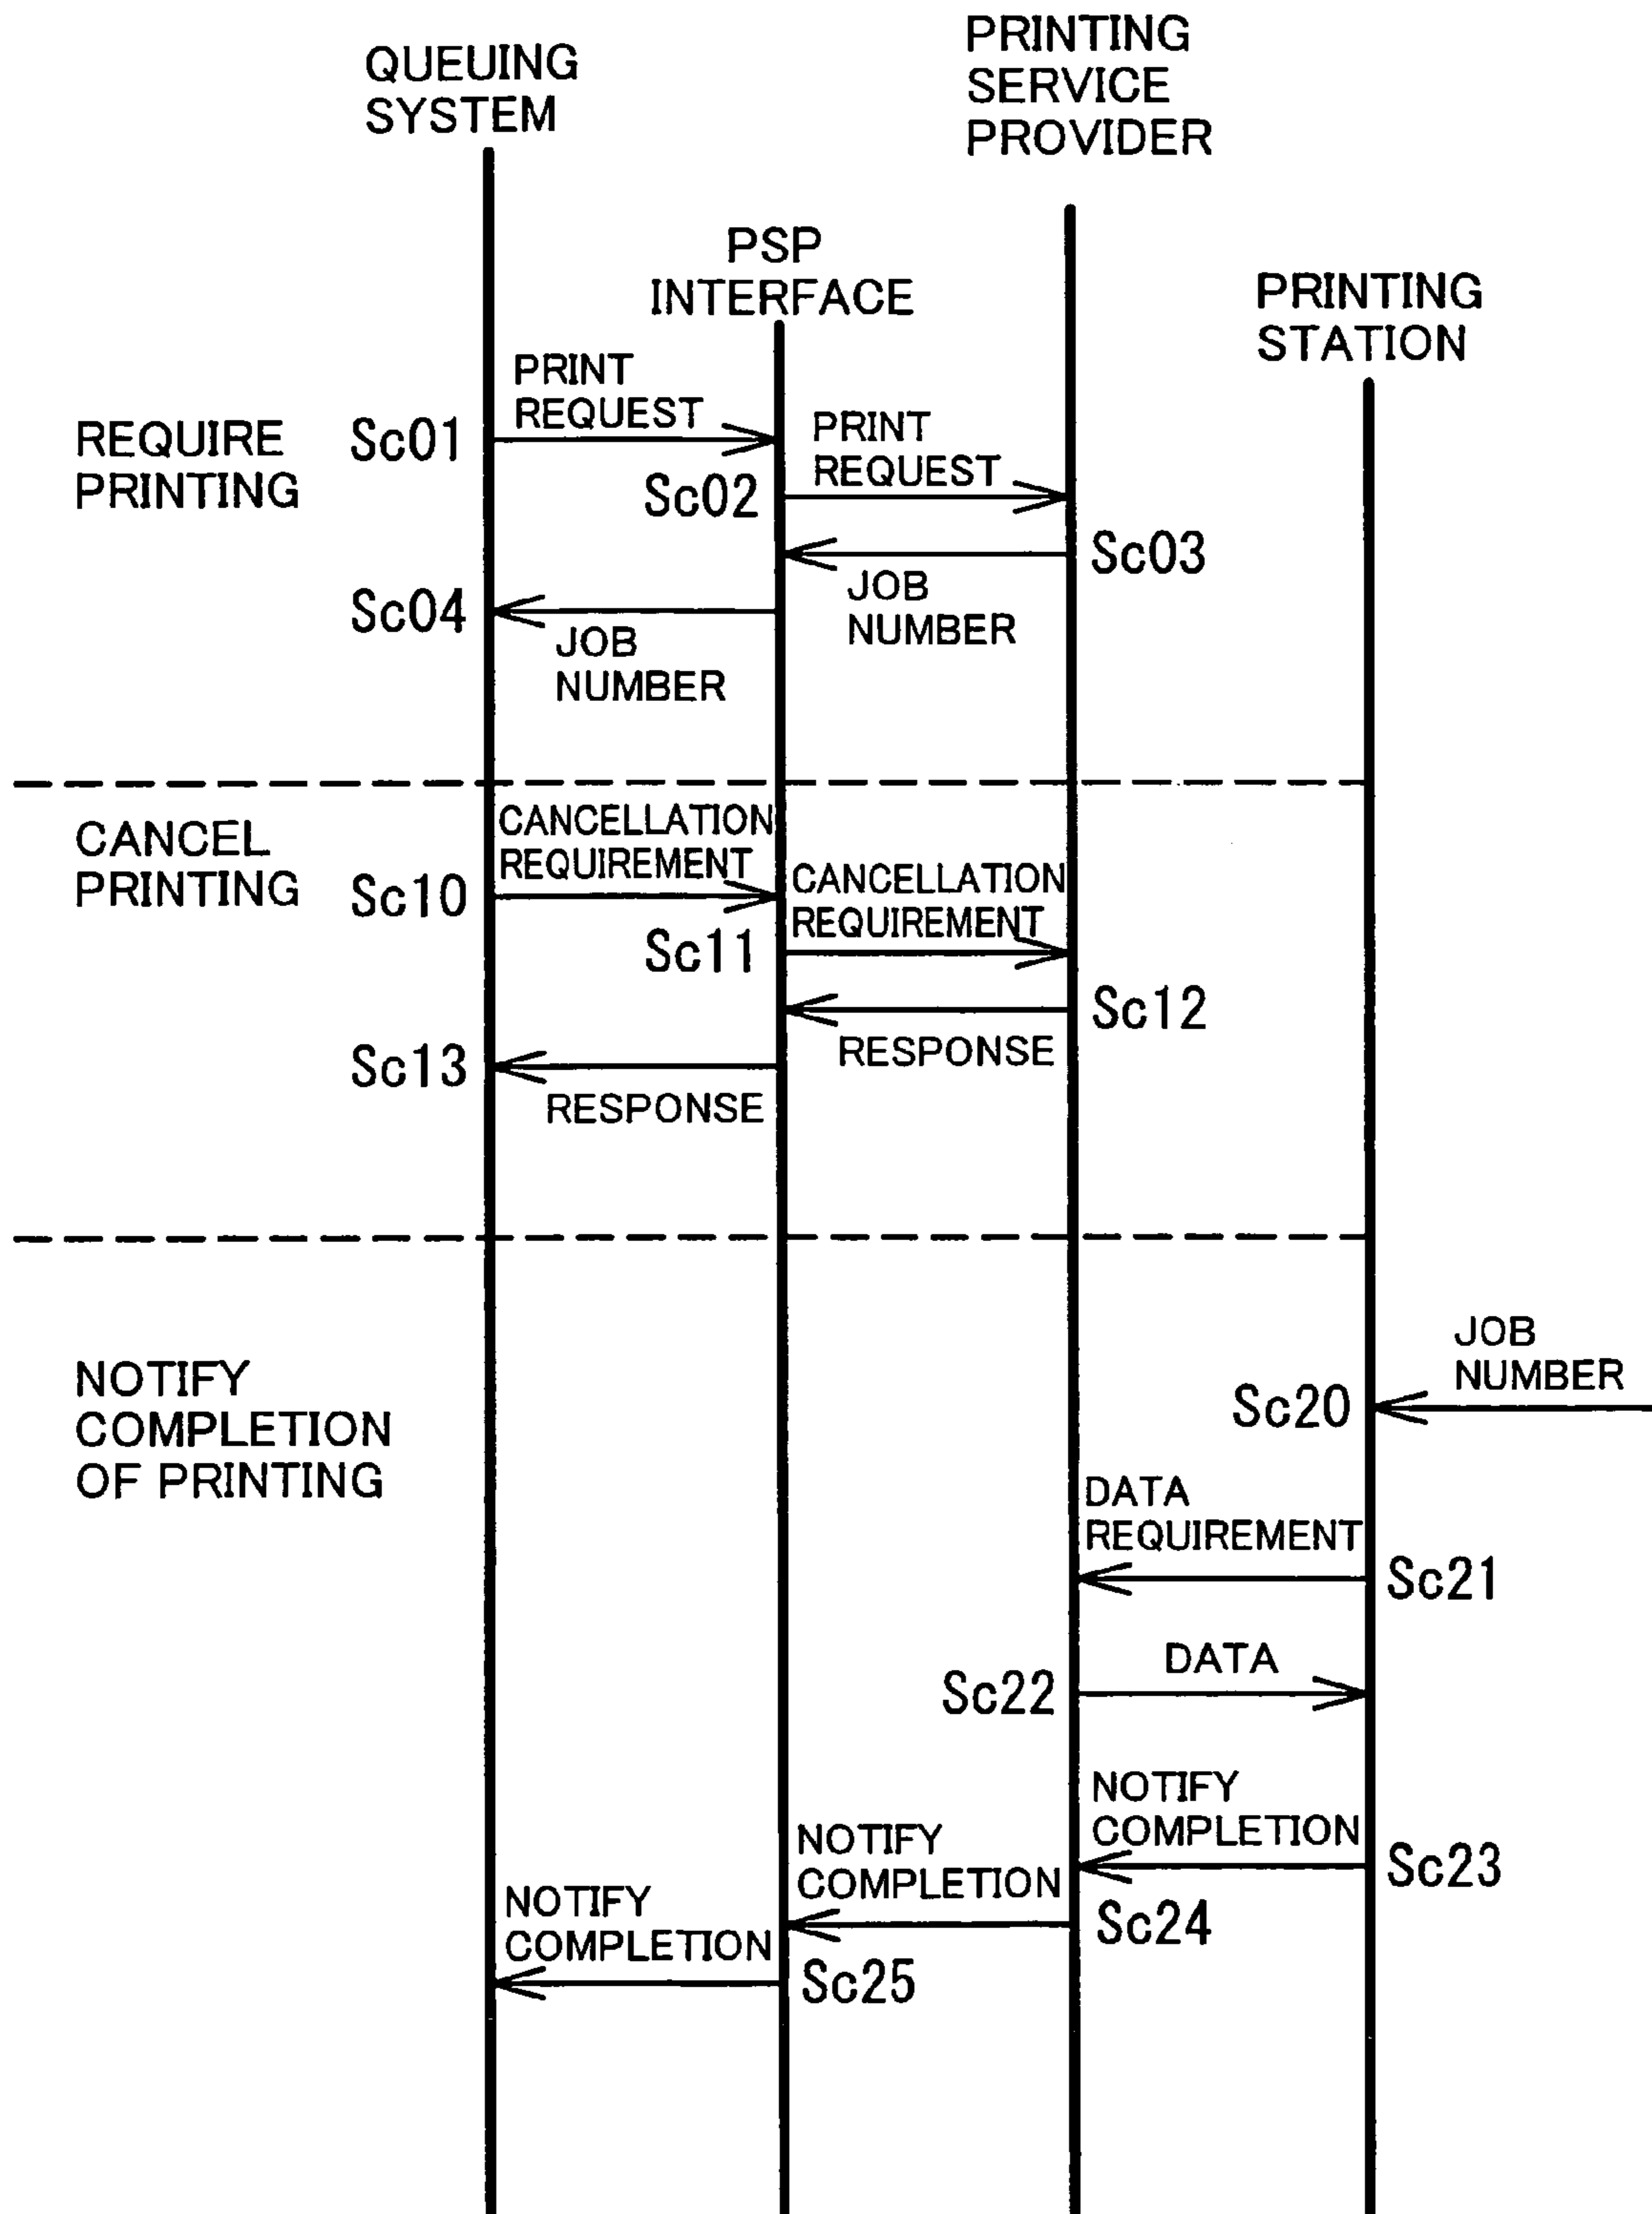 QUEUING
SYSTEM
PRINTING
SERVICE
PROVIDER
PSP
INTERFACE
PRINTING
STATION
REQUIRE
PRINTING
Sc01
PRINT
REQUEST
Sc02
PRINT
REQUEST
Sc03
JOB
NUMBER
Sc04
JOB
NUMBER
CANCEL
PRINTING
Sc10
CANCELLATION
REQUIREMENT
Sc11
CANCELLATION
REQUIREMENT
Sc12
RESPONSE
Sc13
RESPONSE
NOTIFY
COMPLETION
OF PRINTING
JOB
NUMBER
Sc20
DATA
REQUIREMENT
Sc21
Sc22
DATA
NOTIFY
COMPLETION
Sc23
NOTIFY
COMPLETION
Sc24
NOTIFY
COMPLETION
Sc25